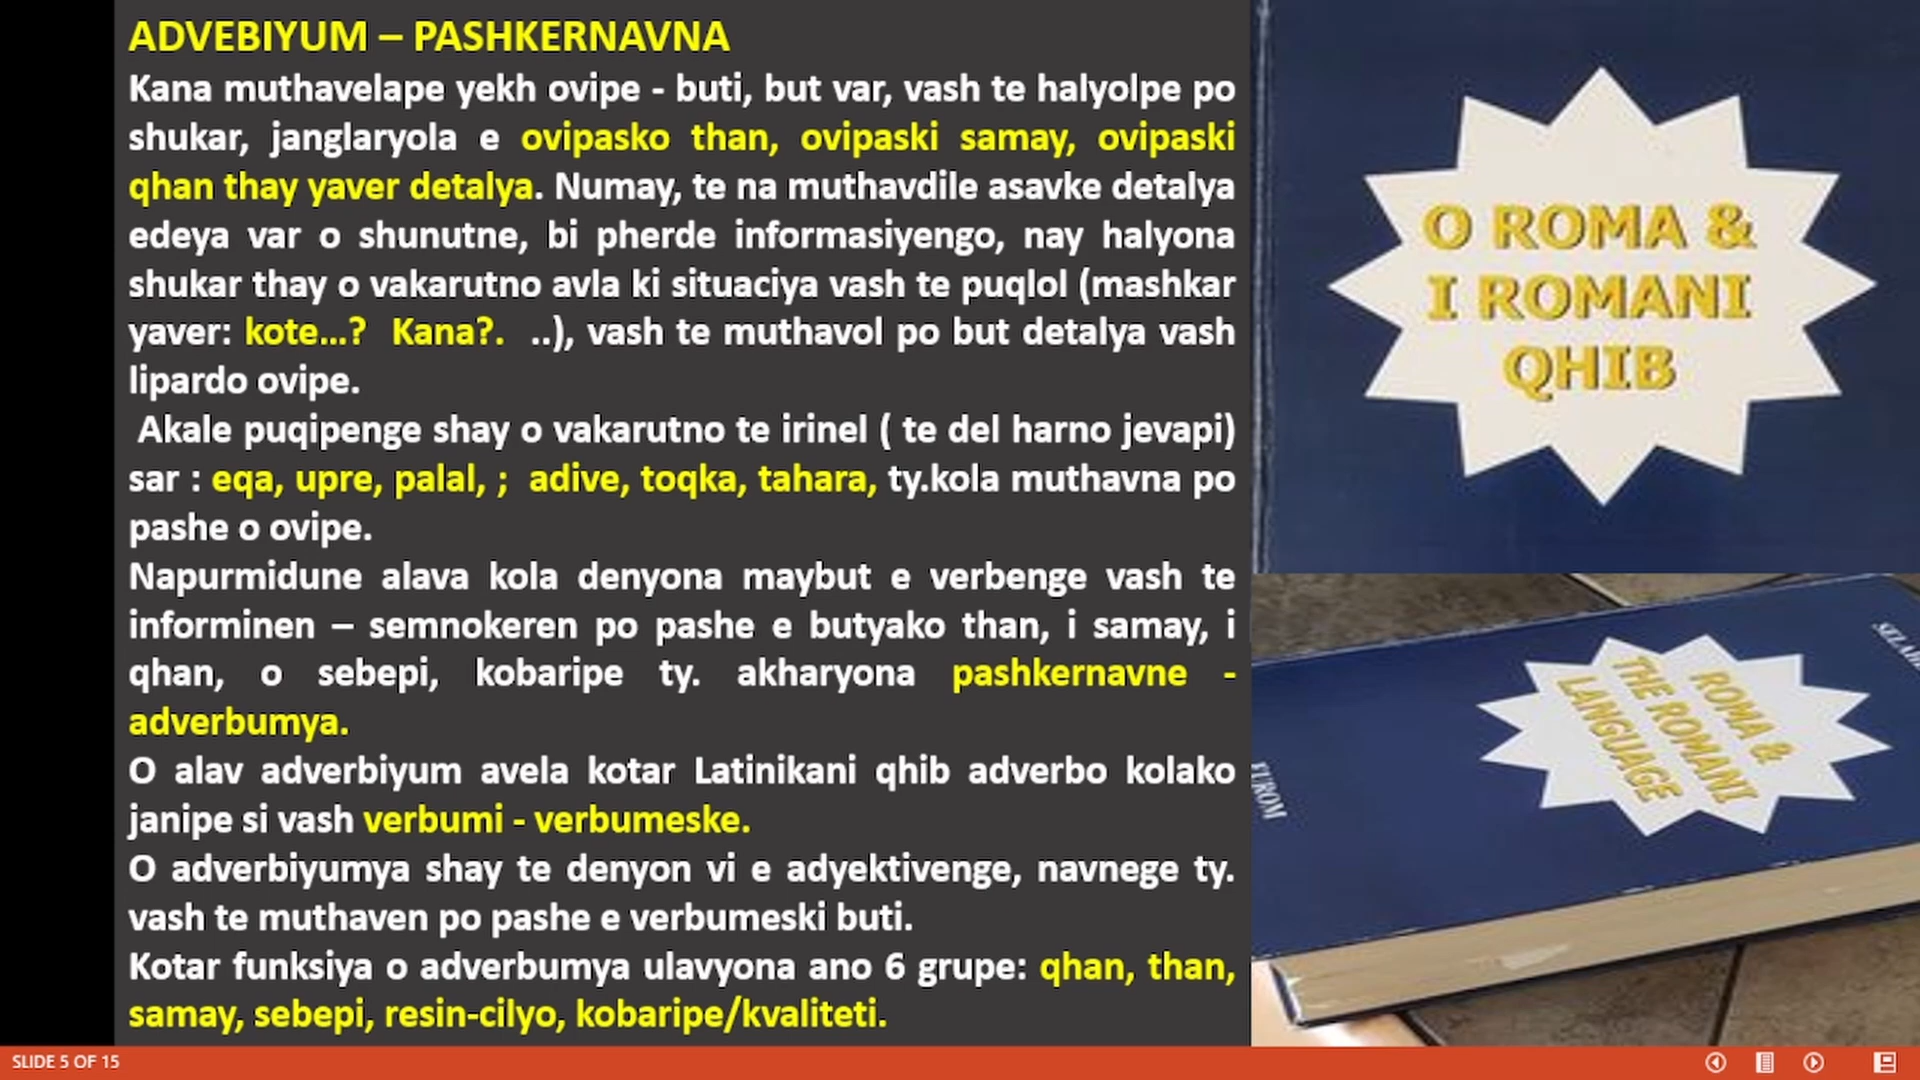 ADVEBIYUM – PASHKERNAVNA
Kana muthavelape yekh ovipe - buti, but var, vash te halyolpe po
shukar, janglaryola e ovipasko than, ovipaski samay, ovipaski
qhan thay yaver detalya. Numay, te na muthavdile asavke detalya
edeya var o shunutne, bi pherde informasiyengo, nay halyona
shukar thay o vakarutno avla ki situaciya vash te puqlol (mashkar
yaver: kote...? Kana?. ..), vash te muthavol po but detalya vash
lipardo ovipe.
Akale puqipenge shay o vakarutno te irinel ( te del harno jevapi)
sar : eqa, upre, palal, ; adive, toqka, tahara, ty.kola muthavna po
pashe o ovipe.
Napurmidune alava kola denyona maybut e verbenge vash te
informinen – semnokeren po pashe e butyako than, i samay, i
qhan, o sebepi, kobaripe ty. akharyona pashkernavne -
adverbumya.
O alav adverbiyum avela kotar Latinikani qhib adverbo kolako
janipe si vash verbumi - verbumeske.
O adverbiyumya shay te denyon vi e adyektivenge, navnege ty.
vash te muthaven po pashe e verbumeski buti.
Kotar funksiya o adverbumya ulavyona ano 6 grupe: qhan, than,
samay, sebepi, resin-cilyo, kobaripe/kvaliteti.
O ROMA &
I ROMANI
QHIB
ROMA &
THE ROMANI
LANGUAGE
SLIDE 5 OF 15